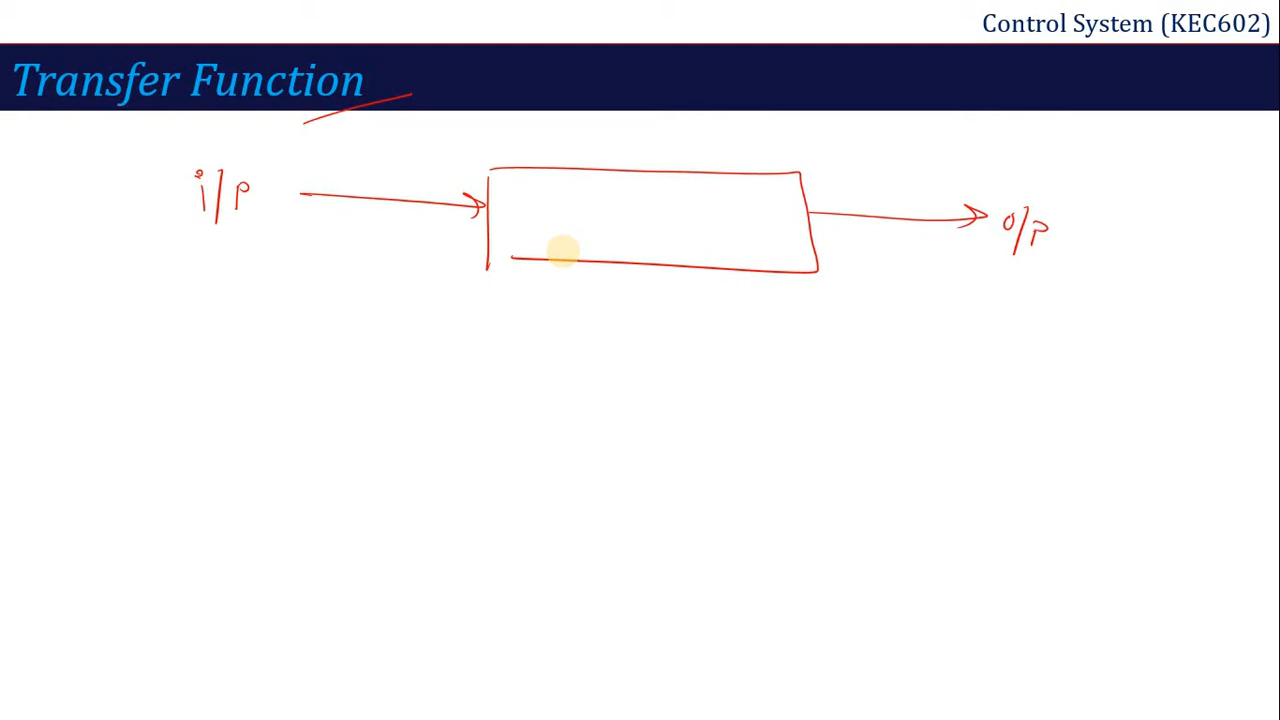 Control System (KEC602)
Transfer Function
i/p
o/p